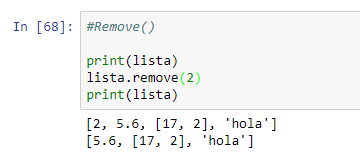 In [68]: #Remove()
print(lista)
lista.remove(2)
print(lista)
[2, 5.6, [17, 2], 'hola']
[5.6, [17, 2], 'hola']